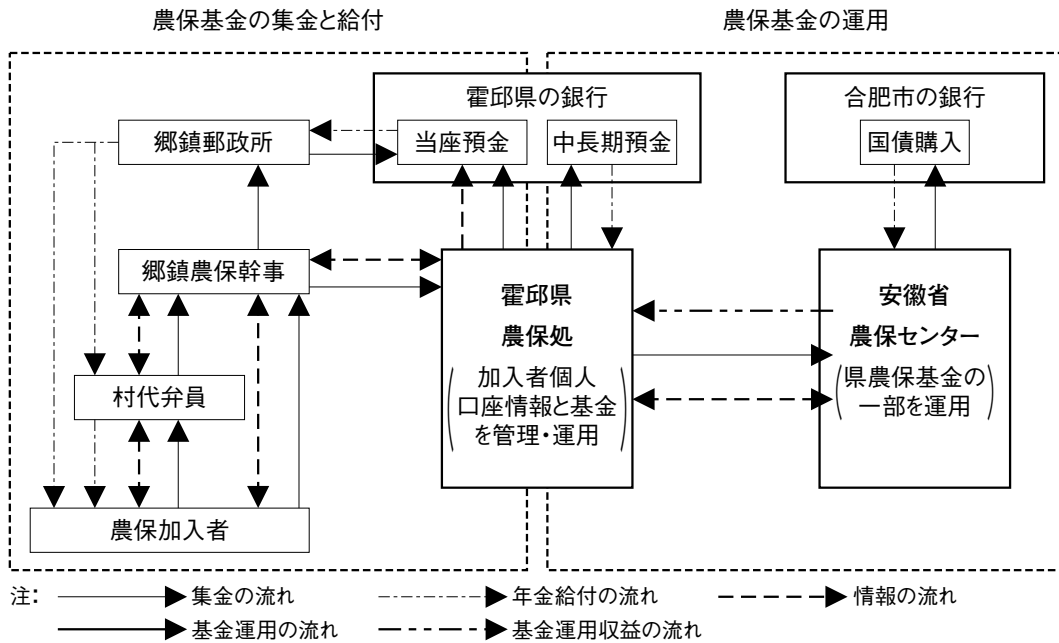 農保基金の集金と給付
農保基金の運用
霍邱県の銀行
合肥市の銀行
郷鎮郵政所
当座預金
中長期預金
国債購入
郷鎮農保幹事
霍邱県
農保処
加入者個人
口座情報と基金
を管理・運用
安徽省
農保センター
県農保基金の
一部を運用
村代弁員
農保加入者
注：
集金の流れ
年金給付の流れ
情報の流れ
基金運用の流れ
基金運用収益の流れ